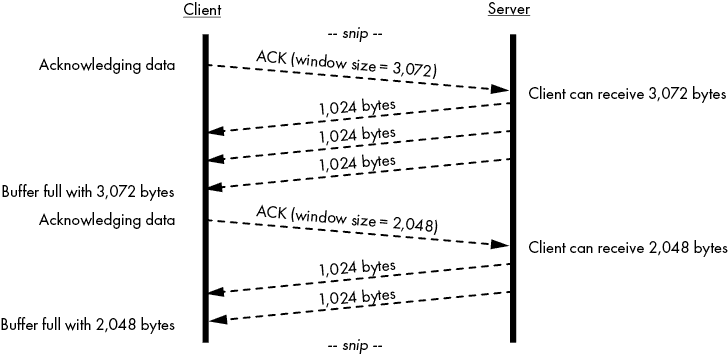 Client
Server
-- snip --
ACK (window size = 3,072)
Acknowledging data
Client can receive 3,072 bytes
1,024 bytes
1,024 bytes
1,024 bytes
Buffer full with 3,072 bytes
Acknowledging data
ACK (window size = 2,048)
Client can receive 2,048 bytes
1,024 bytes
1,024 bytes
Buffer full with 2,048 bytes
-- snip --